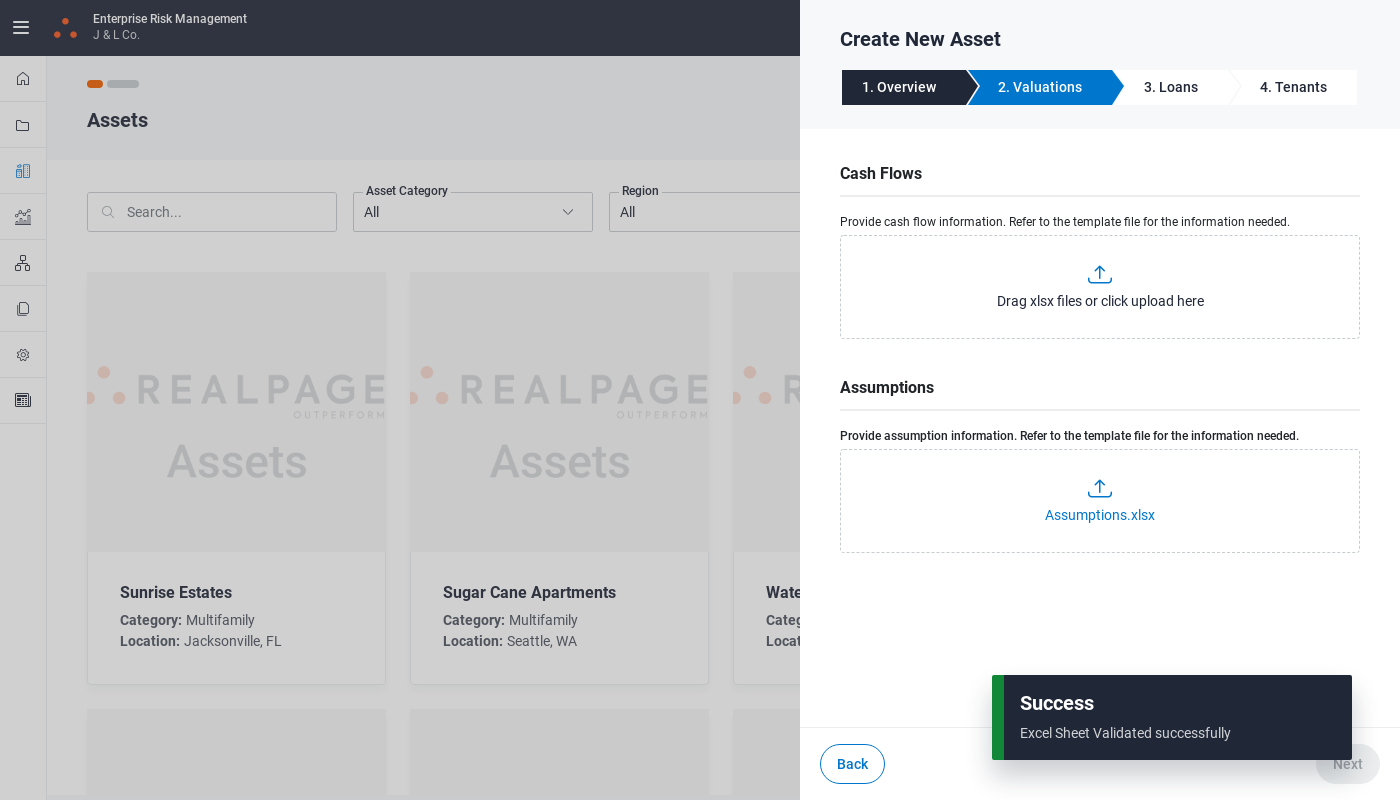 Enterprise Risk Management
J & L Co.
Assets
Search...
Asset Category
All
Region
All
REALPAGE
OUTPERFORM
Assets
REALPAGE
OUTPERFORM
Assets
R
Sunrise Estates
Category: Multifamily
Location: Jacksonville, FL
Sugar Cane Apartments
Category: Multifamily
Location: Seattle, WA
Wate
Categ
Locat
Create New Asset
1. Overview
2. Valuations
3. Loans
4. Tenants
Cash Flows
Provide cash flow information. Refer to the template file for the information needed.
Drag xlsx files or click upload here
Assumptions
Provide assumption information. Refer to the template file for the information needed.
Assumptions.xlsx
Success
Excel Sheet Validated successfully
Back
Next